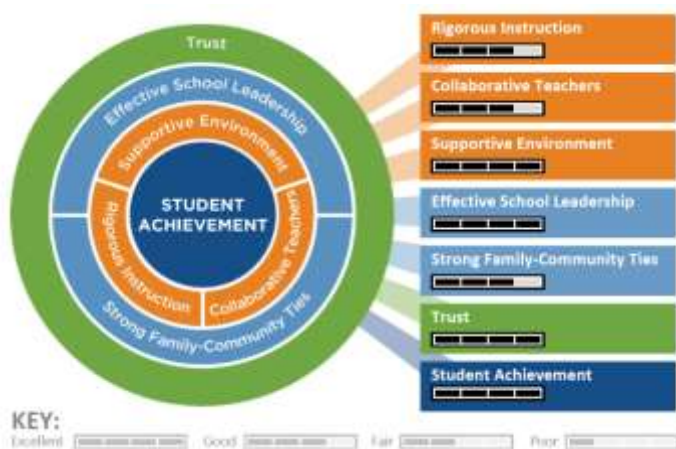 Trust
Effective School Leadership
Supportive Environment
STUDENT
ACHIEVEMENT
Rigorous Instruction
Collaborative Teachers
Strong Family-Community Ties
Rigorous Instruction
Collaborative Teachers
Supportive Environment
Effective School Leadership
Strong Family-Community Ties
Trust
Student Achievement
KEY:
Excellent Good Fair Poor